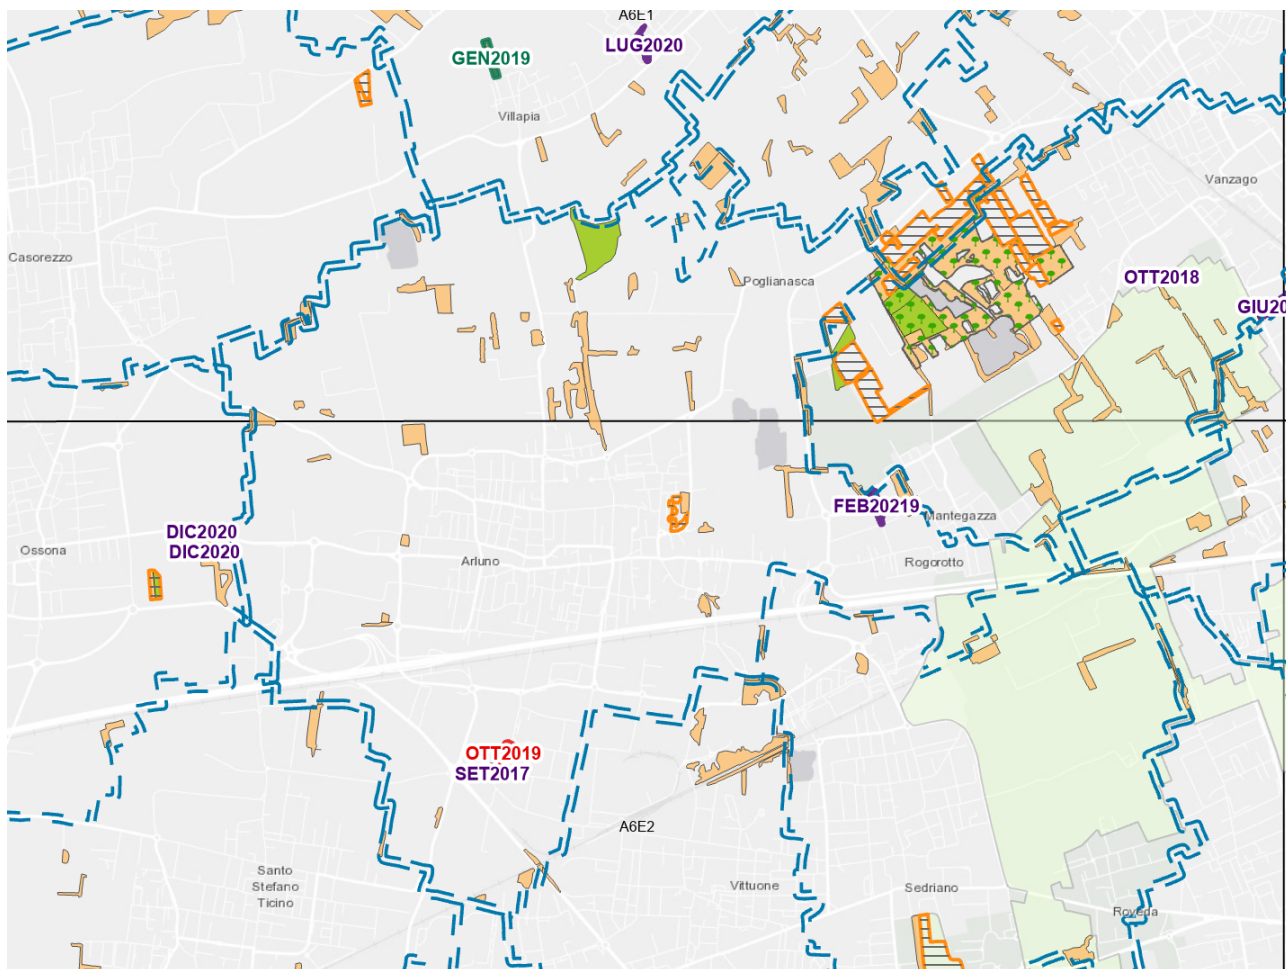 A6E1
LUG2020
GEN2019
Villapia
Vanzago
Casorezzo
Poglianasca
OTT2018
GIU20
FEB20219
Mantegazza
DIC2020
DIC2020
Ossona
Arluno
Rogorotto
OTT2019
SET2017
A6E2
Santo
Stefano
Ticino
Vittuone
Sedriano
Roveda